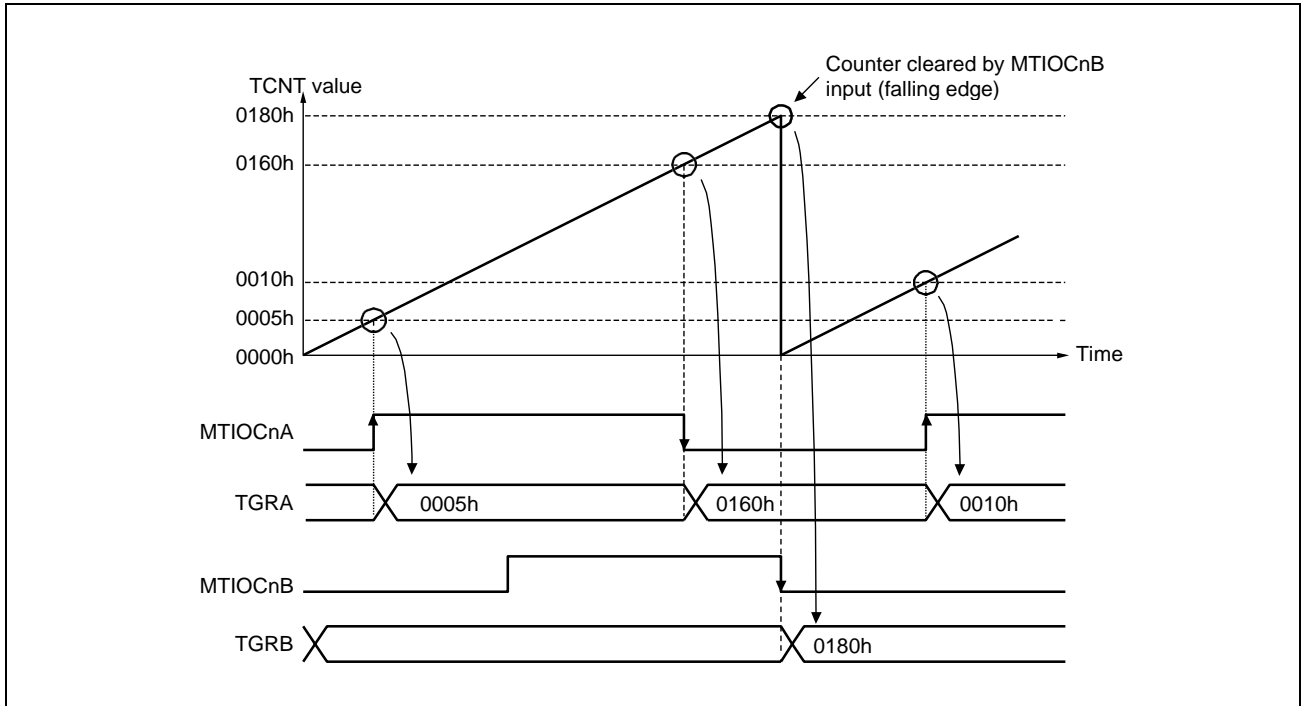 Counter cleared by MTIOCnB
input (falling edge)
TCNT value
0180h
0160h
0010h
0005h
0000h
Time
MTIOCnA
TGRA
0005h
0160h
0010h
MTIOCnB
TGRB
0180h